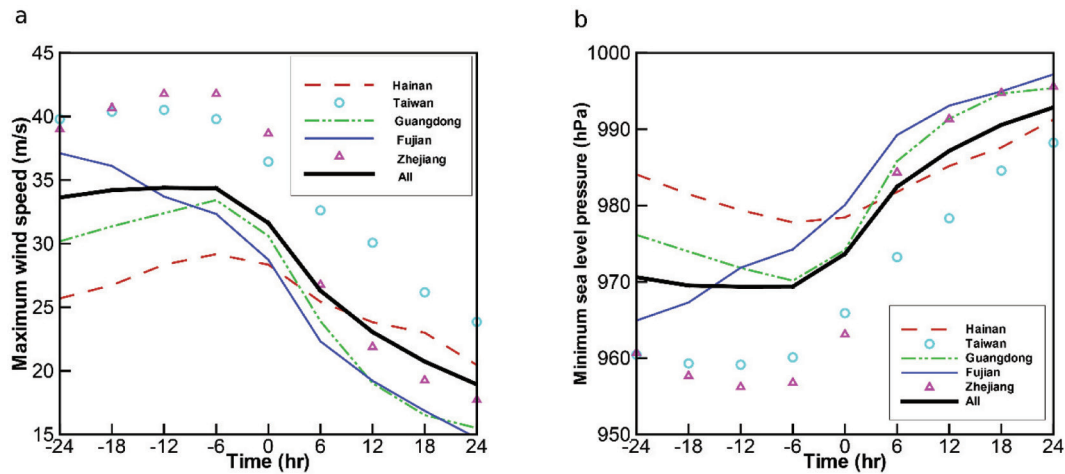 a
Maximum wind speed (m/s)
45
40
35
30
25
20
15
-24 -18 -12 -6 0 6 12 18 24
Time (hr)
Hainan
Taiwan
Guangdong
Fujian
Zhejiang
All
b
Minimum sea level pressure (hPa)
1000
990
980
970
960
950
-24 -18 -12 -6 0 6 12 18 24
Time (hr)
Hainan
Taiwan
Guangdong
Fujian
Zhejiang
All